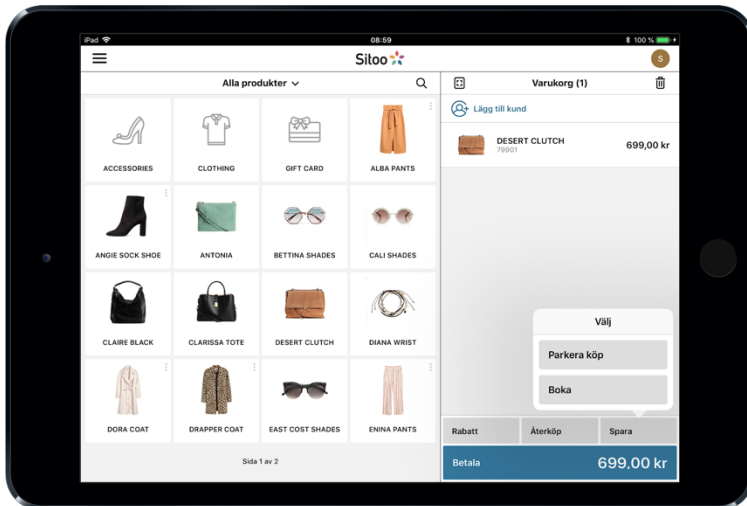 iPad
08:59
100 %
Sitoo
S
Alla produkter
Varukorg (1)
Lägg till kund
DESERT CLUTCH
79901
699,00 kr
ACCESSORIES
CLOTHING
GIFT CARD
ALBA PANTS
ANGIE SOCK SHOE
ANTONIA
BETTINA SHADES
CALI SHADES
CLAIRE BLACK
CLARISSA TOTE
DESERT CLUTCH
DIANA WRIST
DORA COAT
DRAPPER COAT
EAST COST SHADES
ENINA PANTS
Sida 1 av 2
Välj
Parkera köp
Boka
Rabatt
Återköp
Spara
Betala
699,00 kr